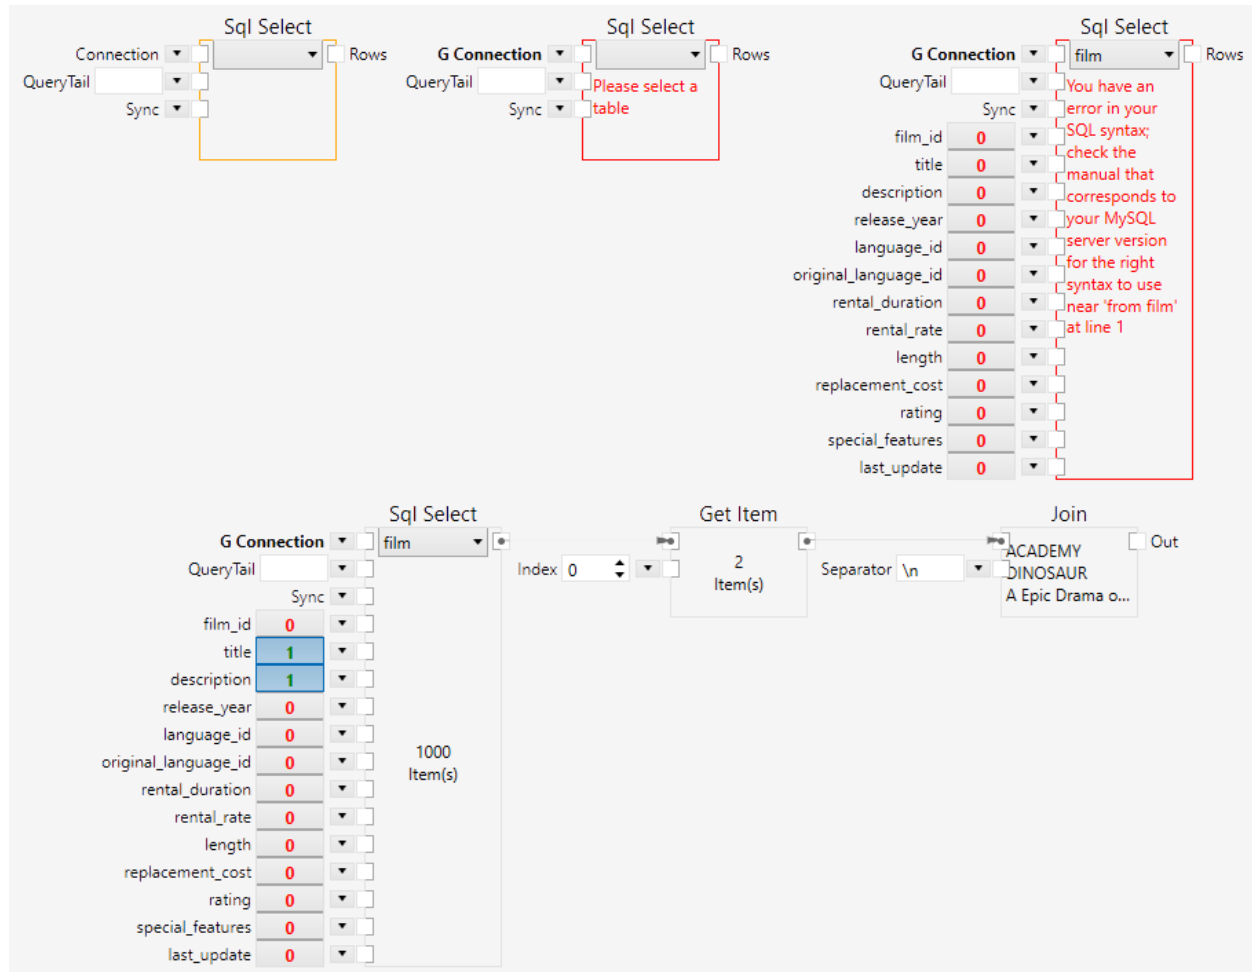 Sql Select
Connection
Rows
QueryTail
Sync
Sql Select
G Connection
Rows
QueryTail
Sync
Please select a
table
Sql Select
G Connection
film
Rows
QueryTail
Sync
You have an
error in your
SQL syntax;
check the
manual that
corresponds to
your MySQL
server version
for the right
syntax to use
near 'from film'
at line 1
film_id 0
title 0
description 0
release_year 0
language_id 0
original_language_id 0
rental_duration 0
rental_rate 0
length 0
replacement_cost 0
rating 0
special_features 0
last_update 0
Sql Select
G Connection
film
QueryTail
Sync
film_id 0
title 1
description 1
release_year 0
language_id 0
original_language_id 0
rental_duration 0
rental_rate 0
length 0
replacement_cost 0
rating 0
special_features 0
last_update 0
1000
Item(s)
Get Item
Index 0
2
Item(s)
Join
Separator \n
Out
ACADEMY
DINOSAUR
A Epic Drama o...